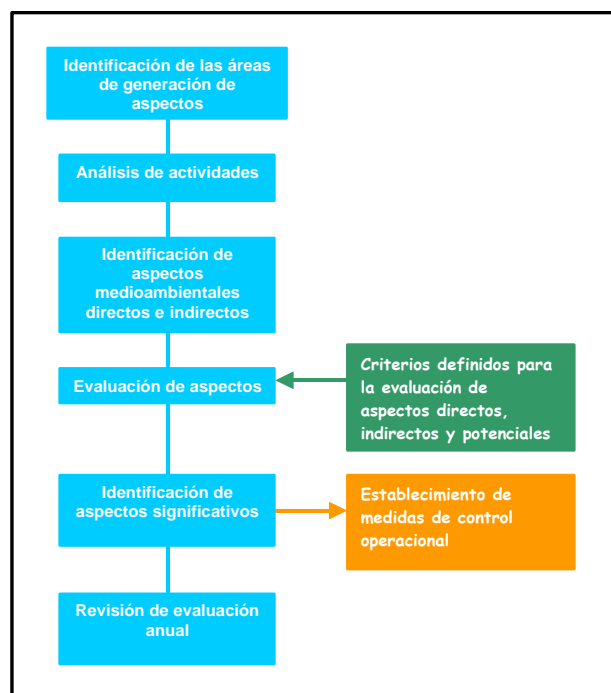 Identificación de las áreas
de generación de
aspectos
Análisis de actividades
Identificación de
aspectos
medioambientales
directos e indirectos
Evaluación de aspectos
Criterios definidos para
la evaluación de
aspectos directos,
indirectos y potenciales
Identificación de
aspectos significativos
Establecimiento de
medidas de control
operacional
Revisión de evaluación
anual